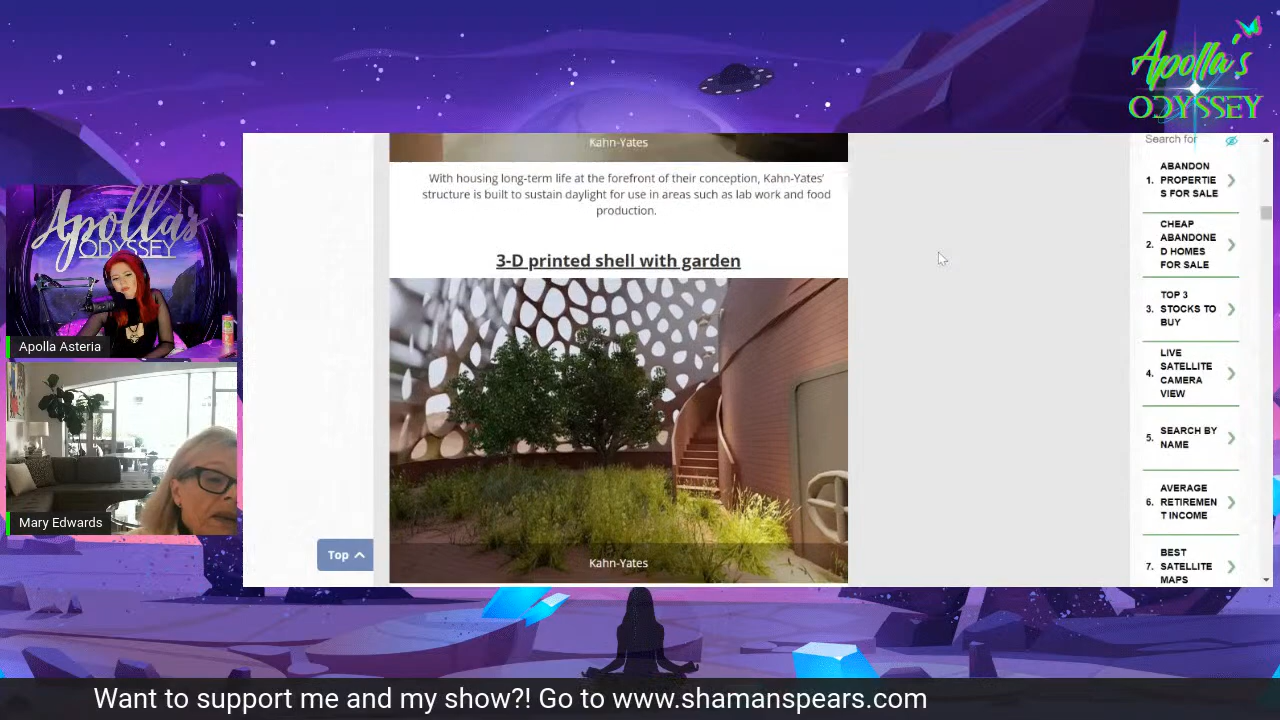 Apolla's
ODYSSEY
Apolla's
ODYSSEY
Apolla Asteria
Mary Edwards
Kahn-Yates
With housing long-term life at the forefront of their conception, Kahn-Yates'
structure is built to sustain daylight for use in areas such as lab work and food
production.
3-D printed shell with garden
Kahn-Yates
Top
Search for
1. ABANDON
PROPERTIE
S FOR SALE
2. CHEAP
ABANDONE
D HOMES
FOR SALE
3. TOP 3
STOCKS TO
BUY
4. LIVE
SATELLITE
CAMERA
VIEW
5. SEARCH BY
NAME
6. AVERAGE
RETIREMEN
T INCOME
7. BEST
SATELLITE
MAPS
Want to support me and my show?! Go to www.shamanspears.com